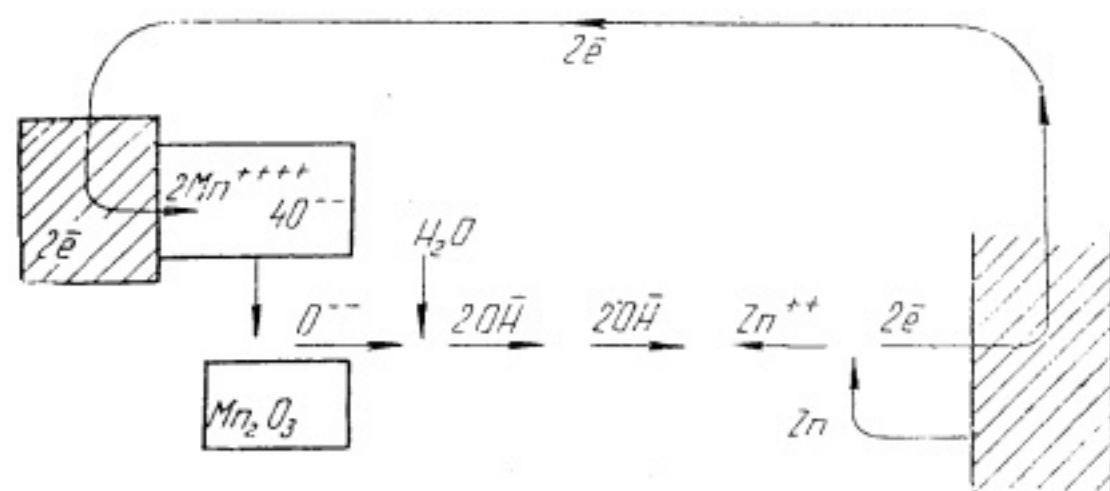 2ē
2Mn⁺⁺⁺⁺
4O⁻⁻
2ē
H₂O
O⁻⁻
2OH̄
2OH̄
Zn⁺⁺
2ē
Mn₂O₃
Zn